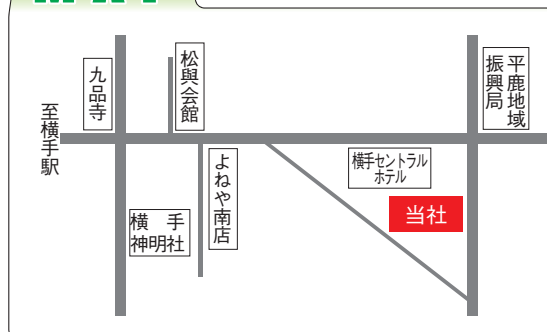 至横手駅
九品寺
松與会館
平鹿地域
振興局
横手セントラル
ホテル
当社
よねや南店
横 手
神明社